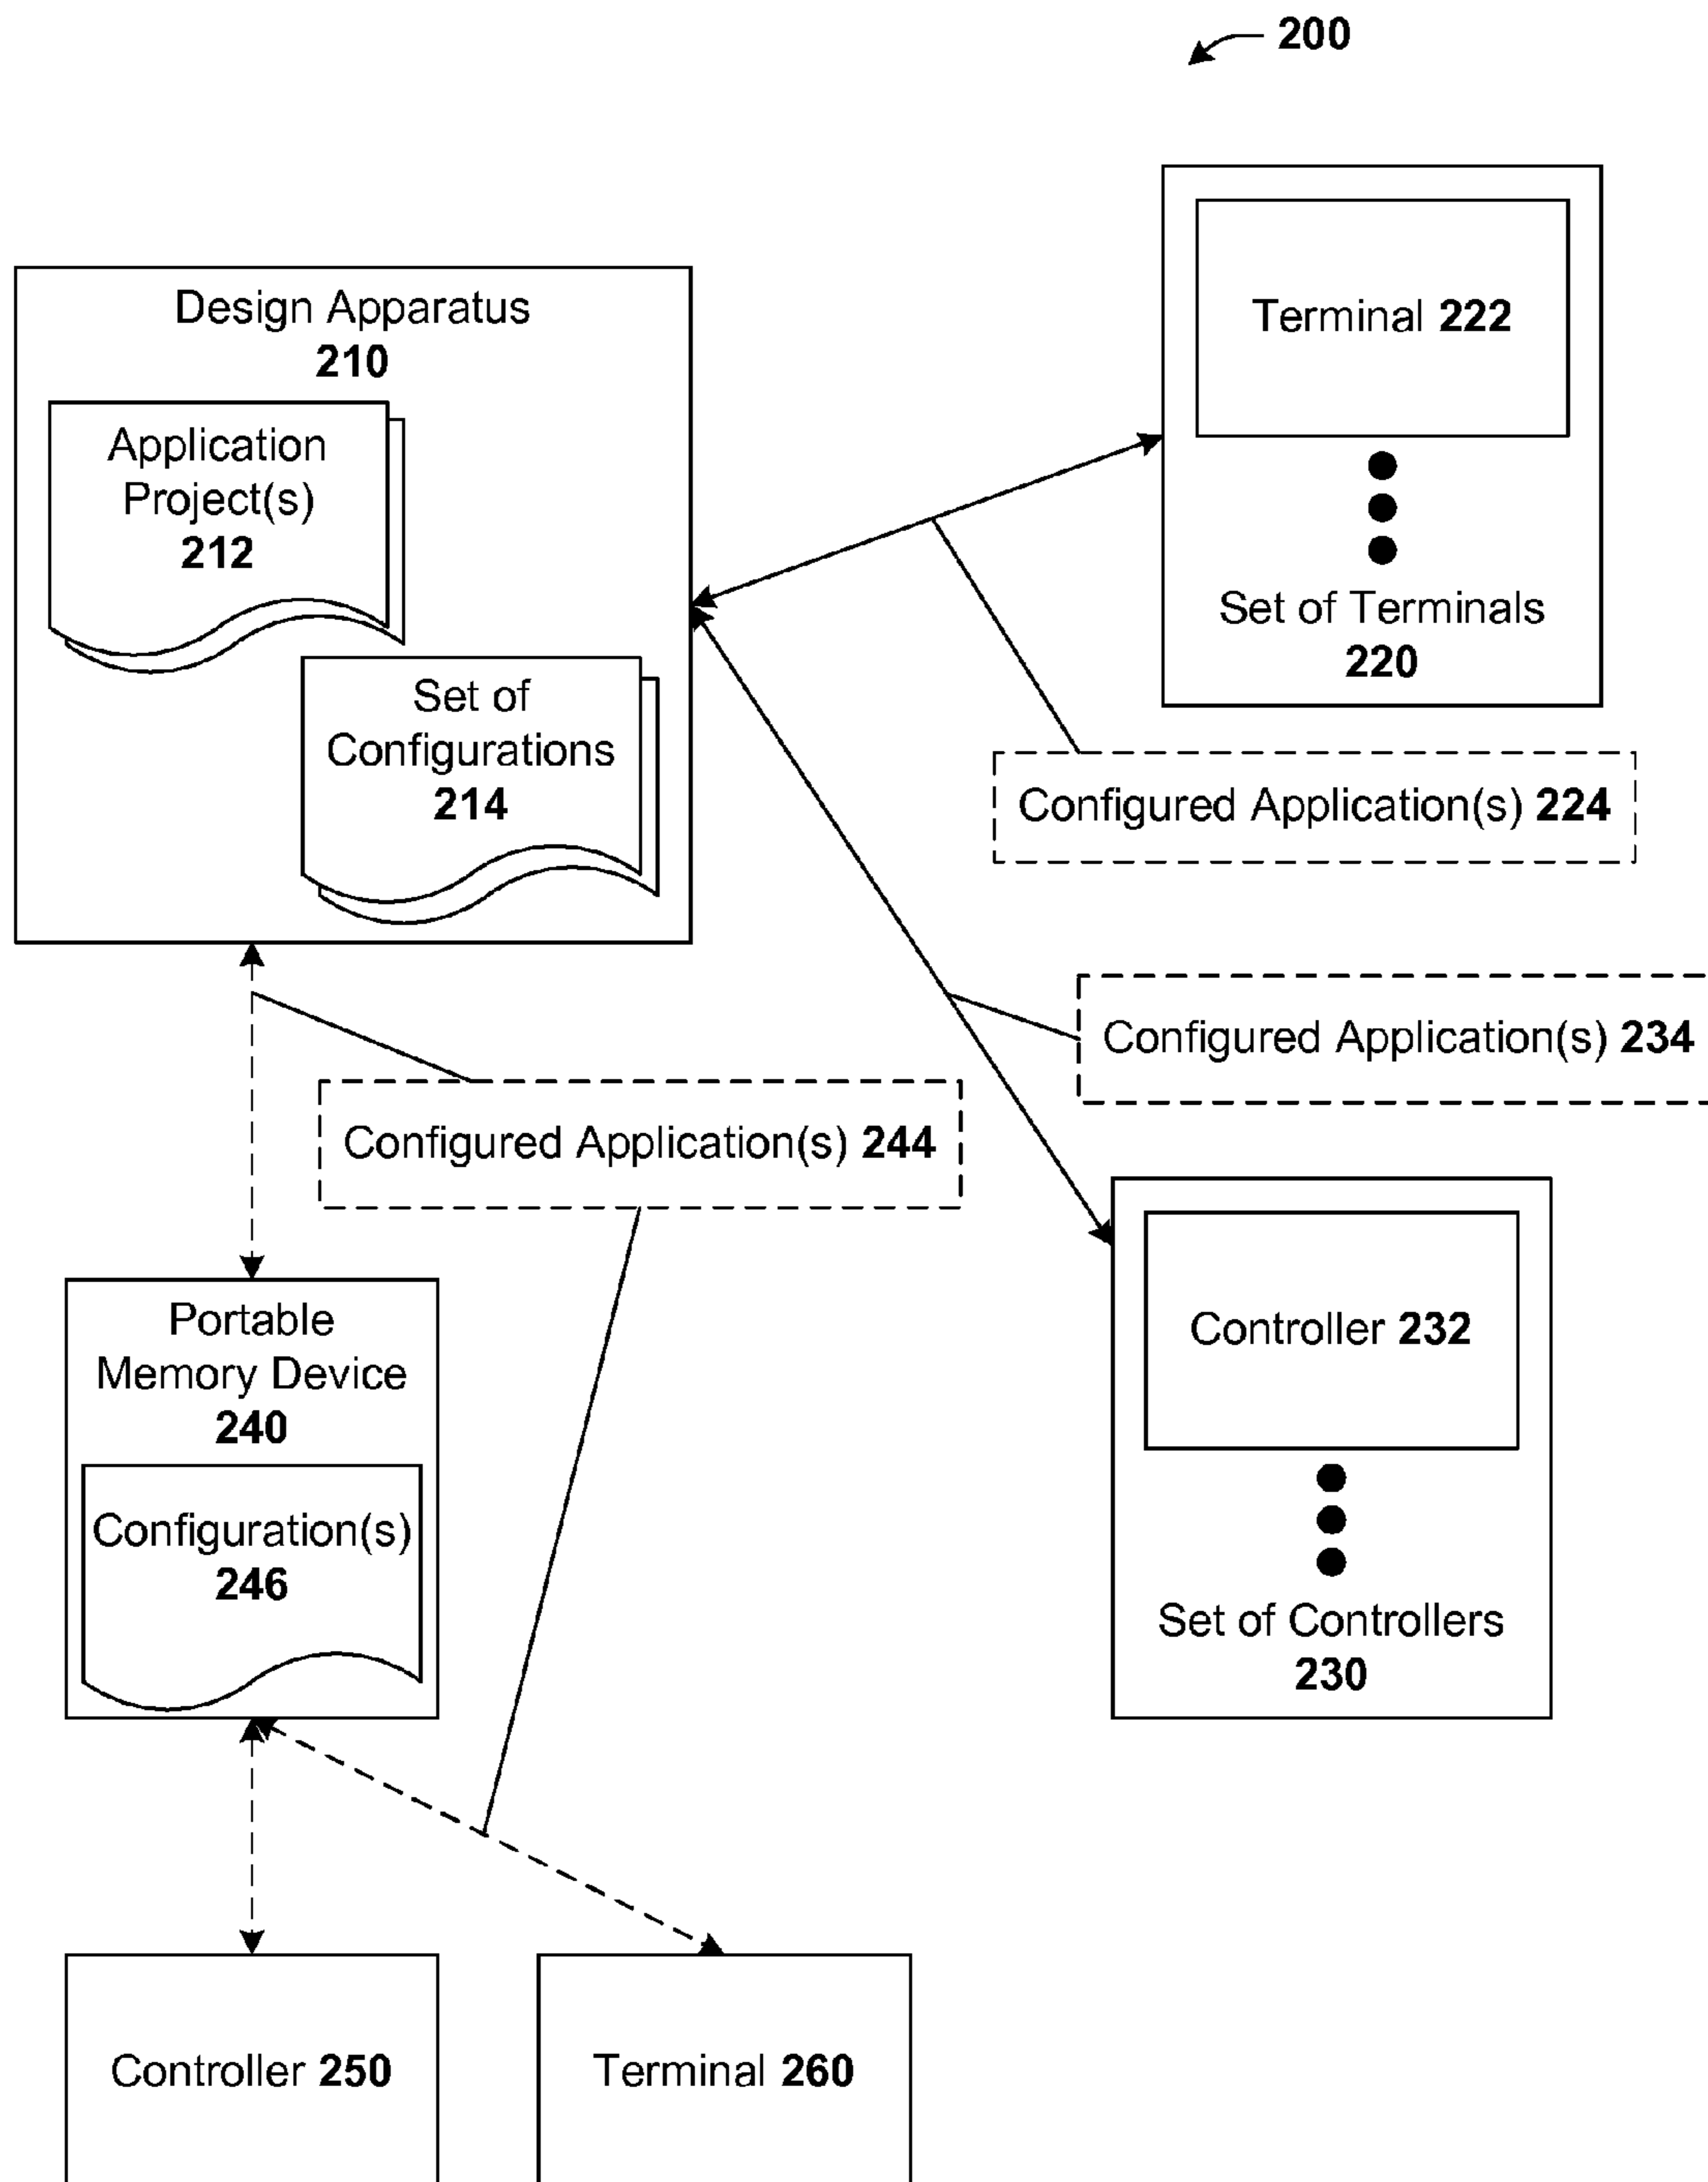 200
Design Apparatus
210
Application
Project(s)
212
Set of
Configurations
214
Terminal 222
Set of Terminals
220
Configured Application(s) 224
Configured Application(s) 234
Configured Application(s) 244
Portable
Memory Device
240
Configuration(s)
246
Controller 232
Set of Controllers
230
Controller 250
Terminal 260